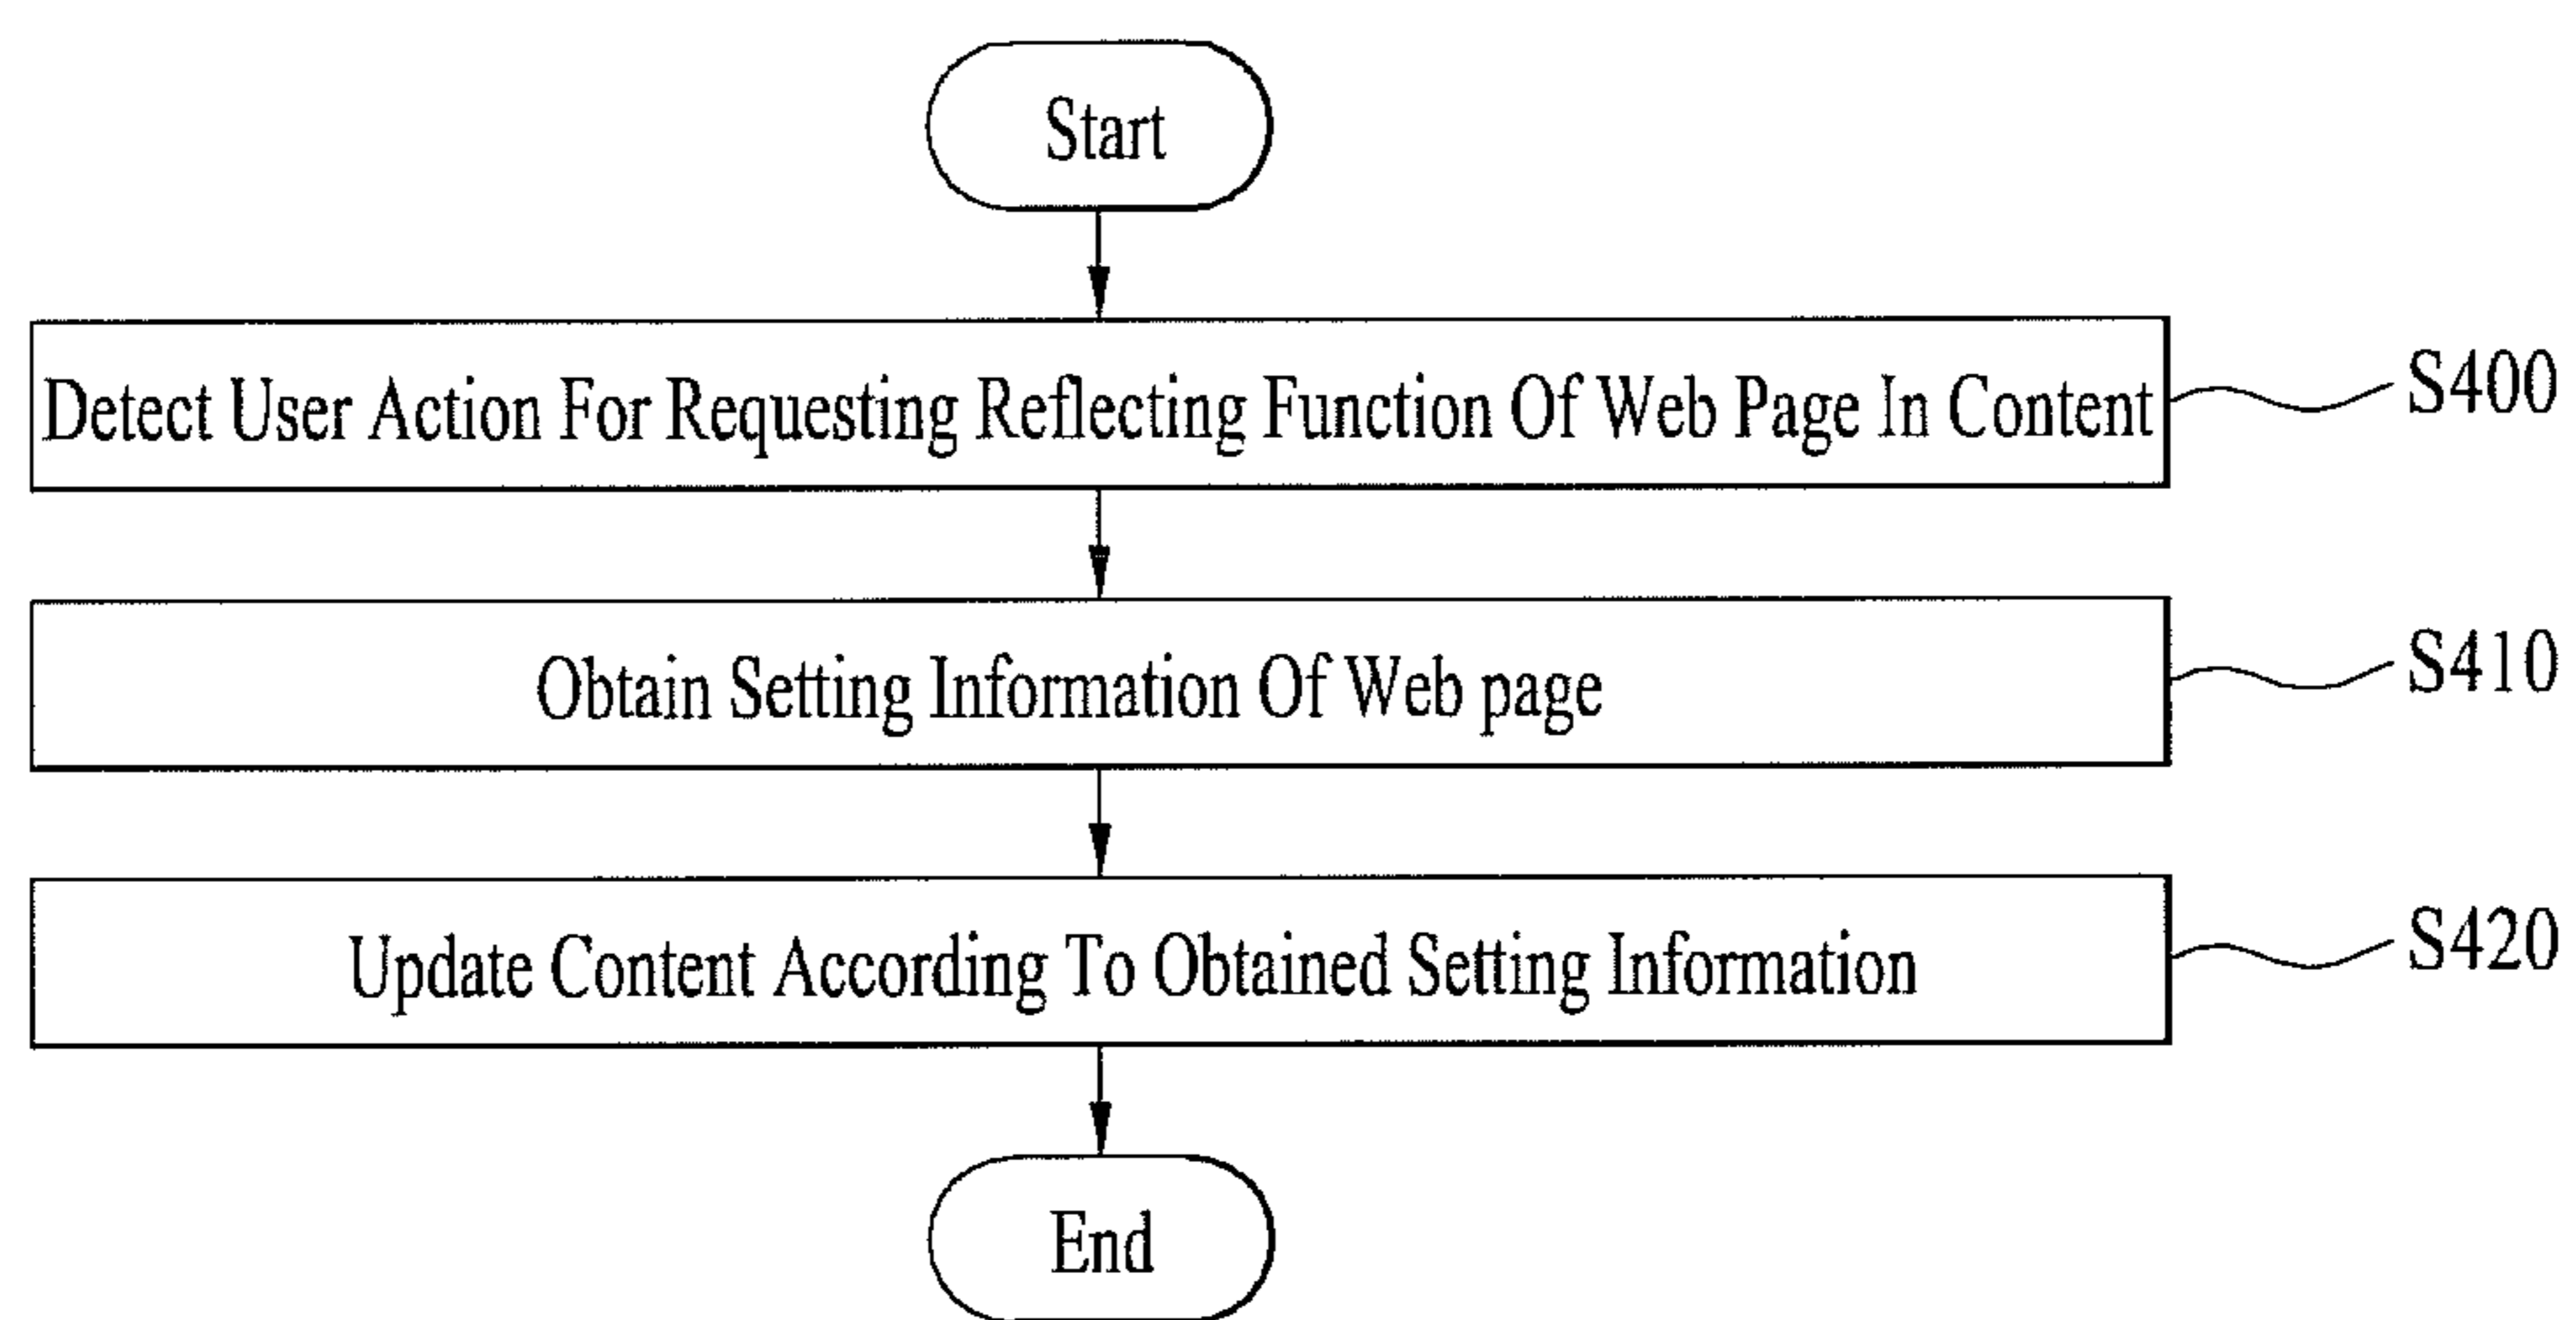 Start
Detect User Action For Requesting Reflecting Function Of Web Page In Content
S400
Obtain Setting Information Of Web page
S410
Update Content According To Obtained Setting Information
S420
End